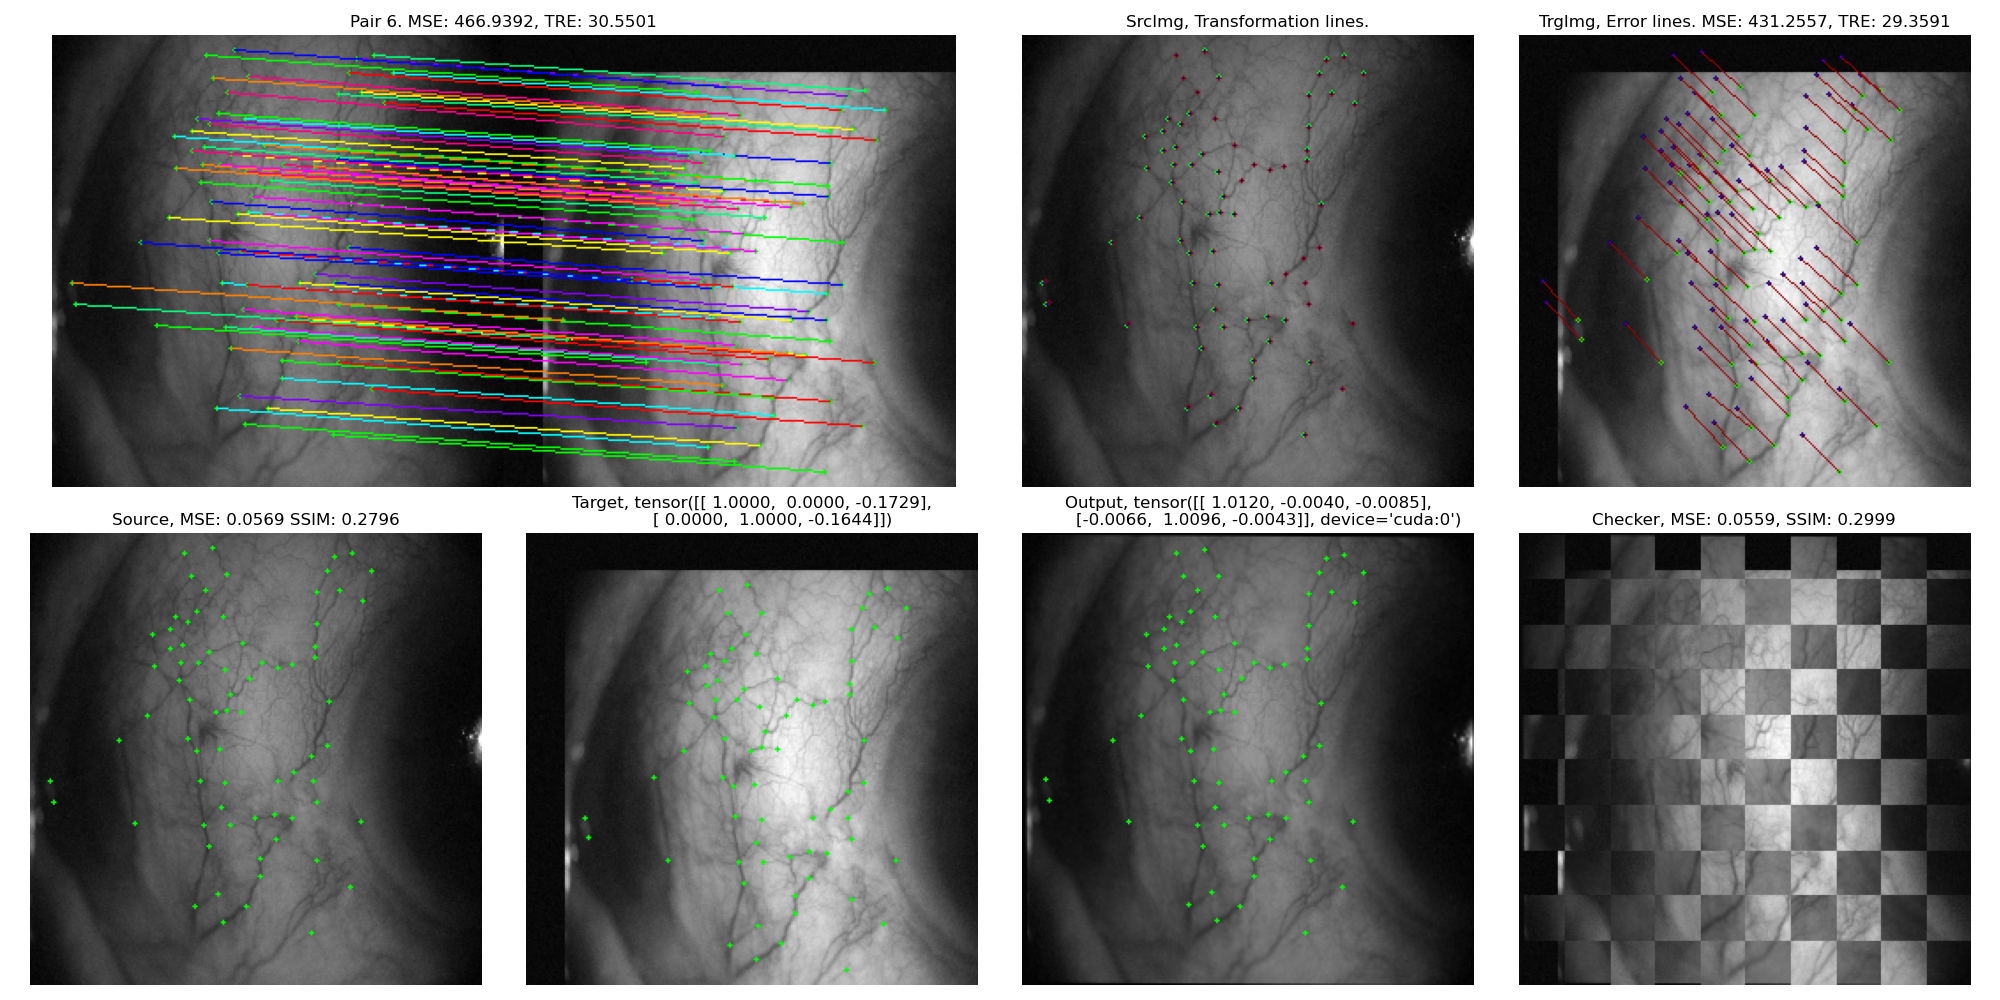 Pair 6. MSE: 466.9392, TRE: 30.5501
SrcImg, Transformation lines.
TrgImg, Error lines. MSE: 431.2557, TRE: 29.3591
Source, MSE: 0.0569 SSIM: 0.2796
Target, tensor([[ 1.0000,  0.0000, -0.1729],
[ 0.0000,  1.0000, -0.1644]])
Output, tensor([[ 1.0120, -0.0040, -0.0085],
[-0.0066,  1.0096, -0.0043]], device='cuda:0')
Checker, MSE: 0.0559, SSIM: 0.2999